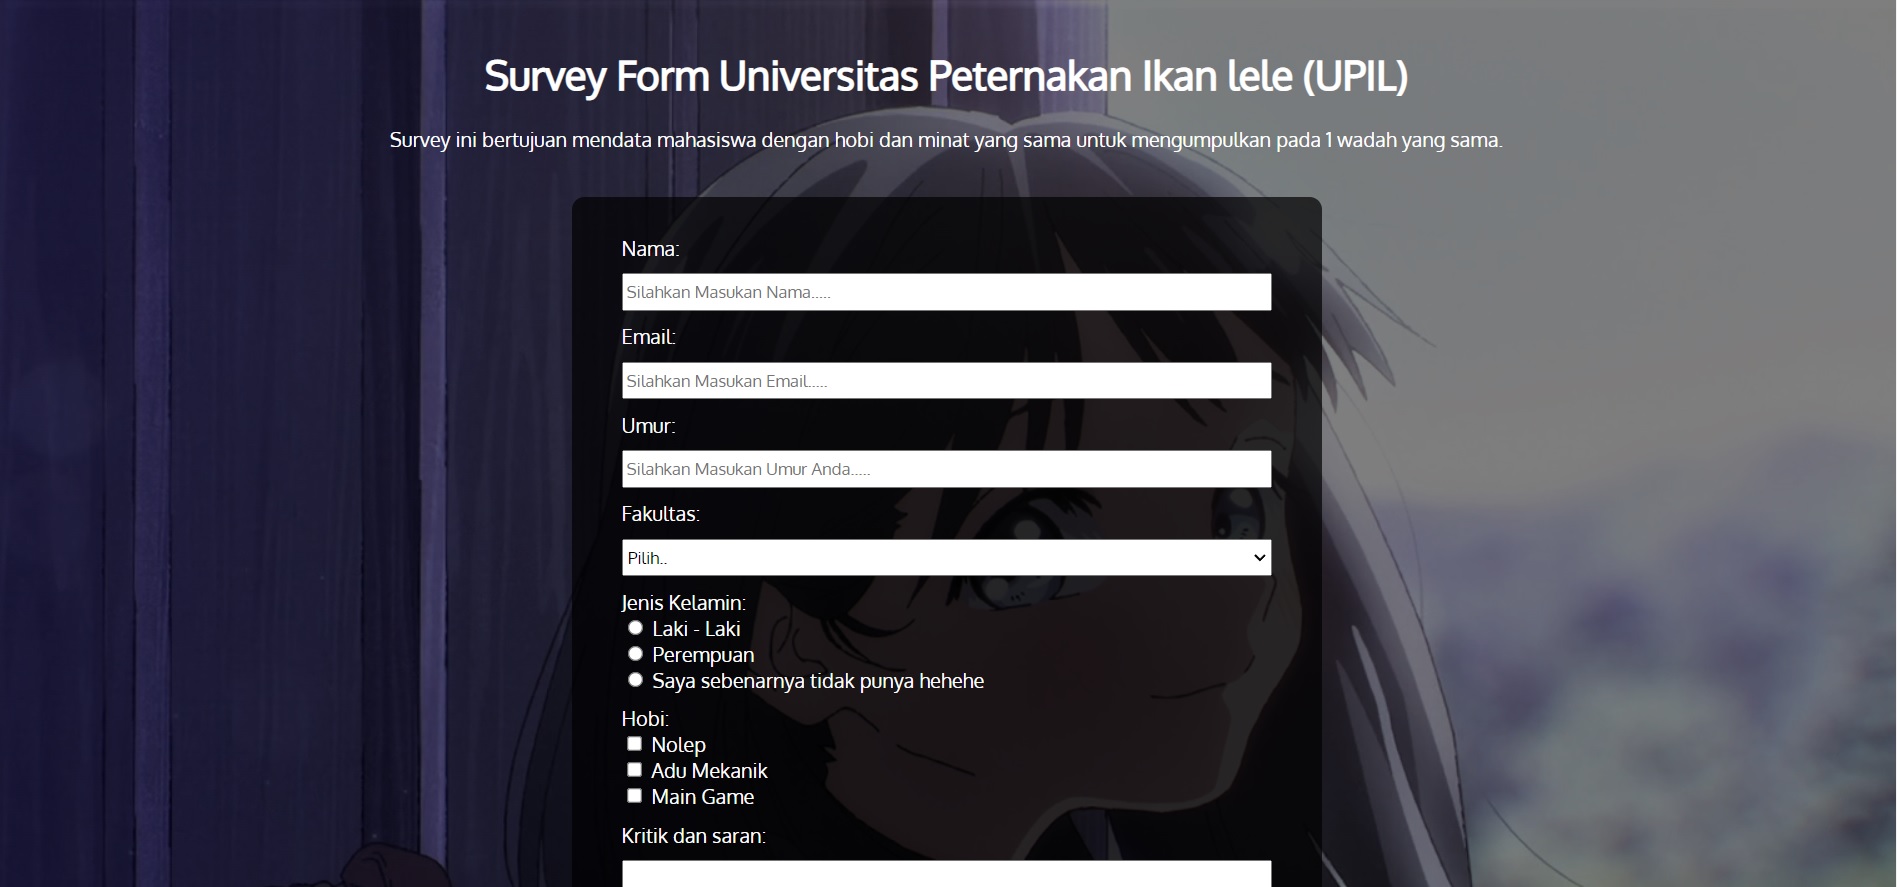 Survey Form Universitas Peternakan Ikan lele (UPIL)
Survey ini bertujuan mendata mahasiswa dengan hobi dan minat yang sama untuk mengumpulkan pada 1 wadah yang sama.
Nama:
Silahkan Masukan Nama.....
Email:
Silahkan Masukan Email.....
Umur:
Silahkan Masukan Umur Anda.....
Fakultas:
Pilih..
Jenis Kelamin:
Laki - Laki
Perempuan
Saya sebenarnya tidak punya hehehe
Hobi:
Nolep
Adu Mekanik
Main Game
Kritik dan saran: